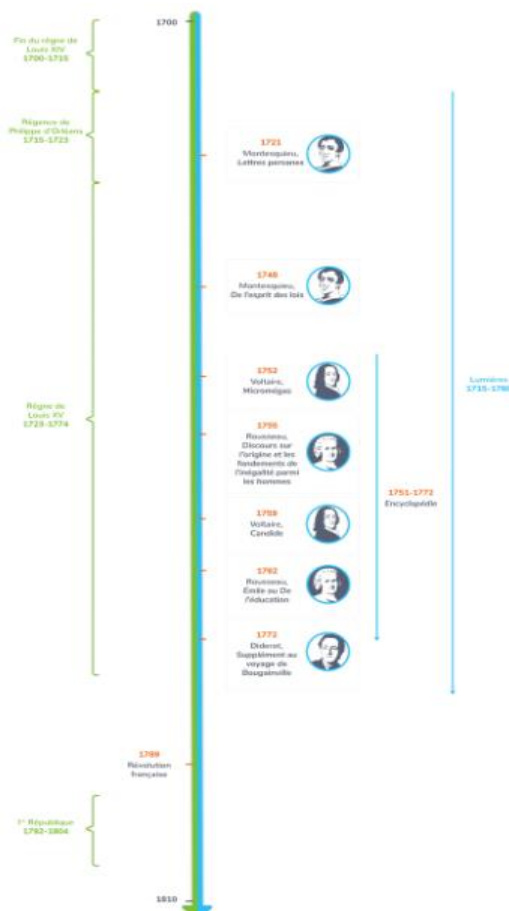 1700
Fin du règne de
Louis XIV
1700-1715
Régence de
Philippe d'Orléans
1715-1723
1721
Montesquieu,
Lettres persanes
1748
Montesquieu,
De l'esprit des lois
1752
Voltaire,
Micromégas
Lumières
Règne de
Louis XV
1723-1774
1755
Rousseau,
Discours sur
l'origine et les
fondements de
l'inégalité parmi
les hommes
1751-1772
Encyclopédie
1759
Voltaire,
Candide
1762
Rousseau,
Émile ou De
l'éducation
1772
Diderot,
Supplément au
voyage de
Bougainville
1789
Révolution
française
1re République
1792-1804
1810